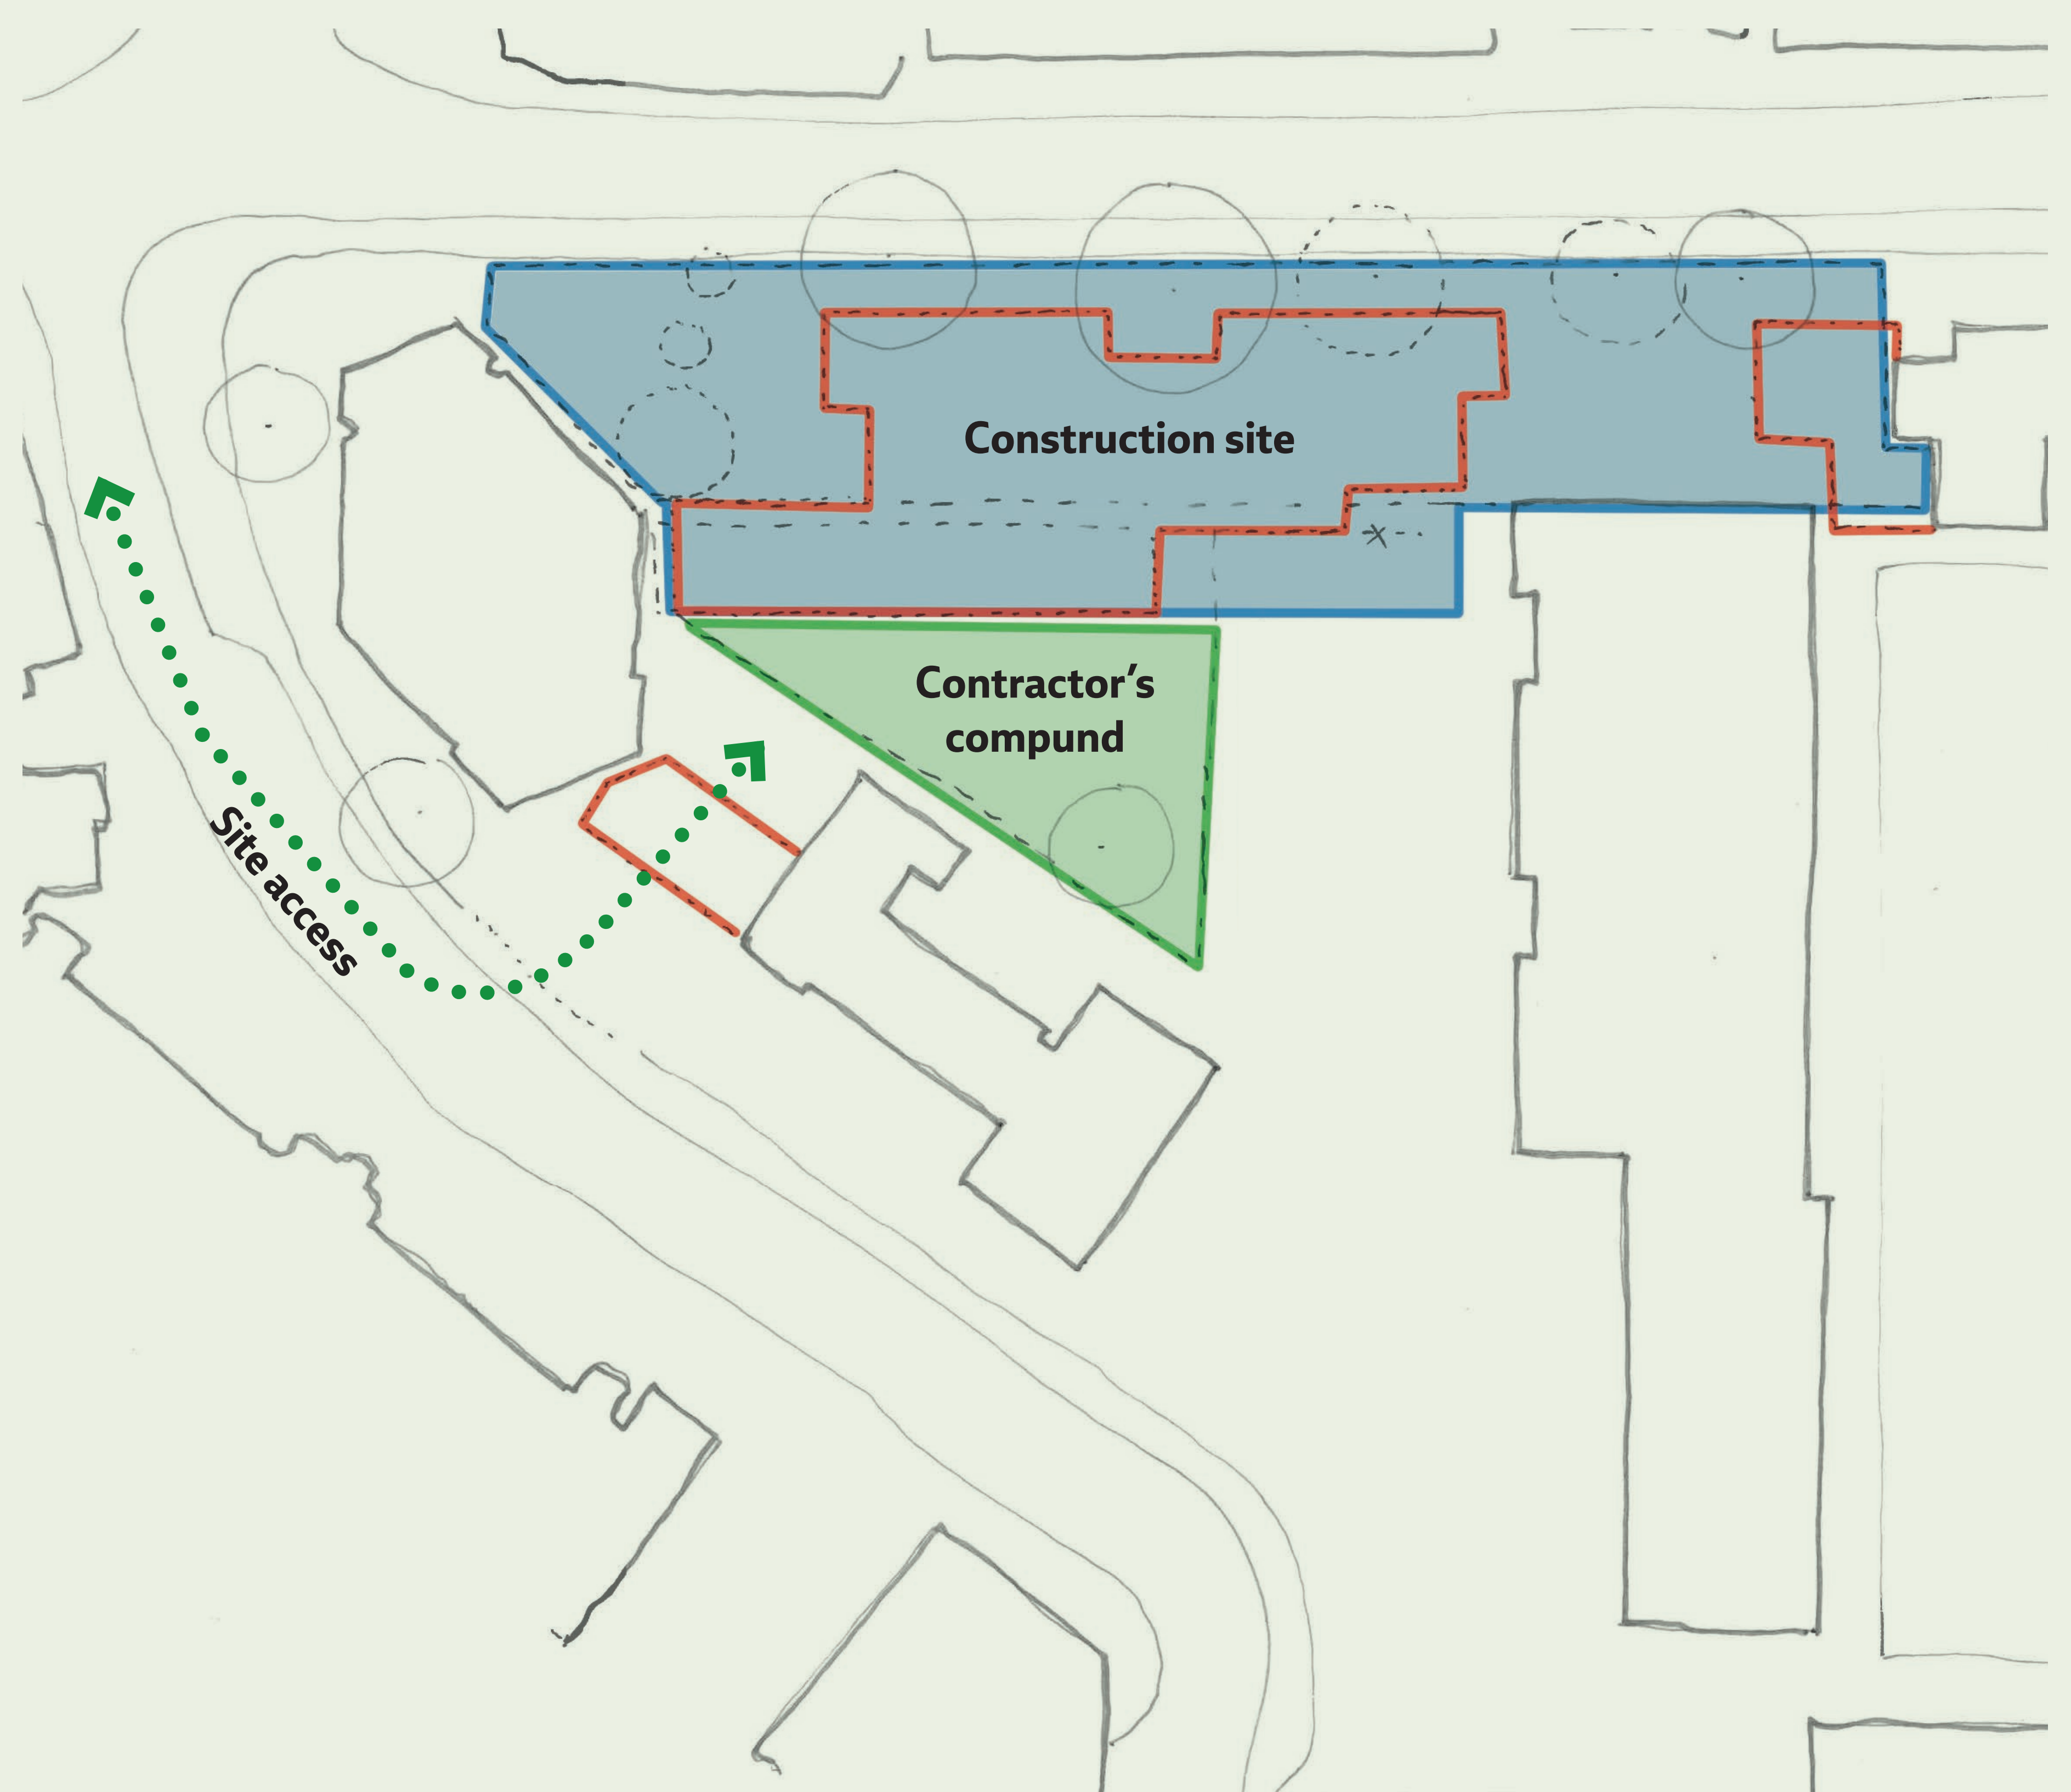 Construction site
Contractor’s
compund
Site access